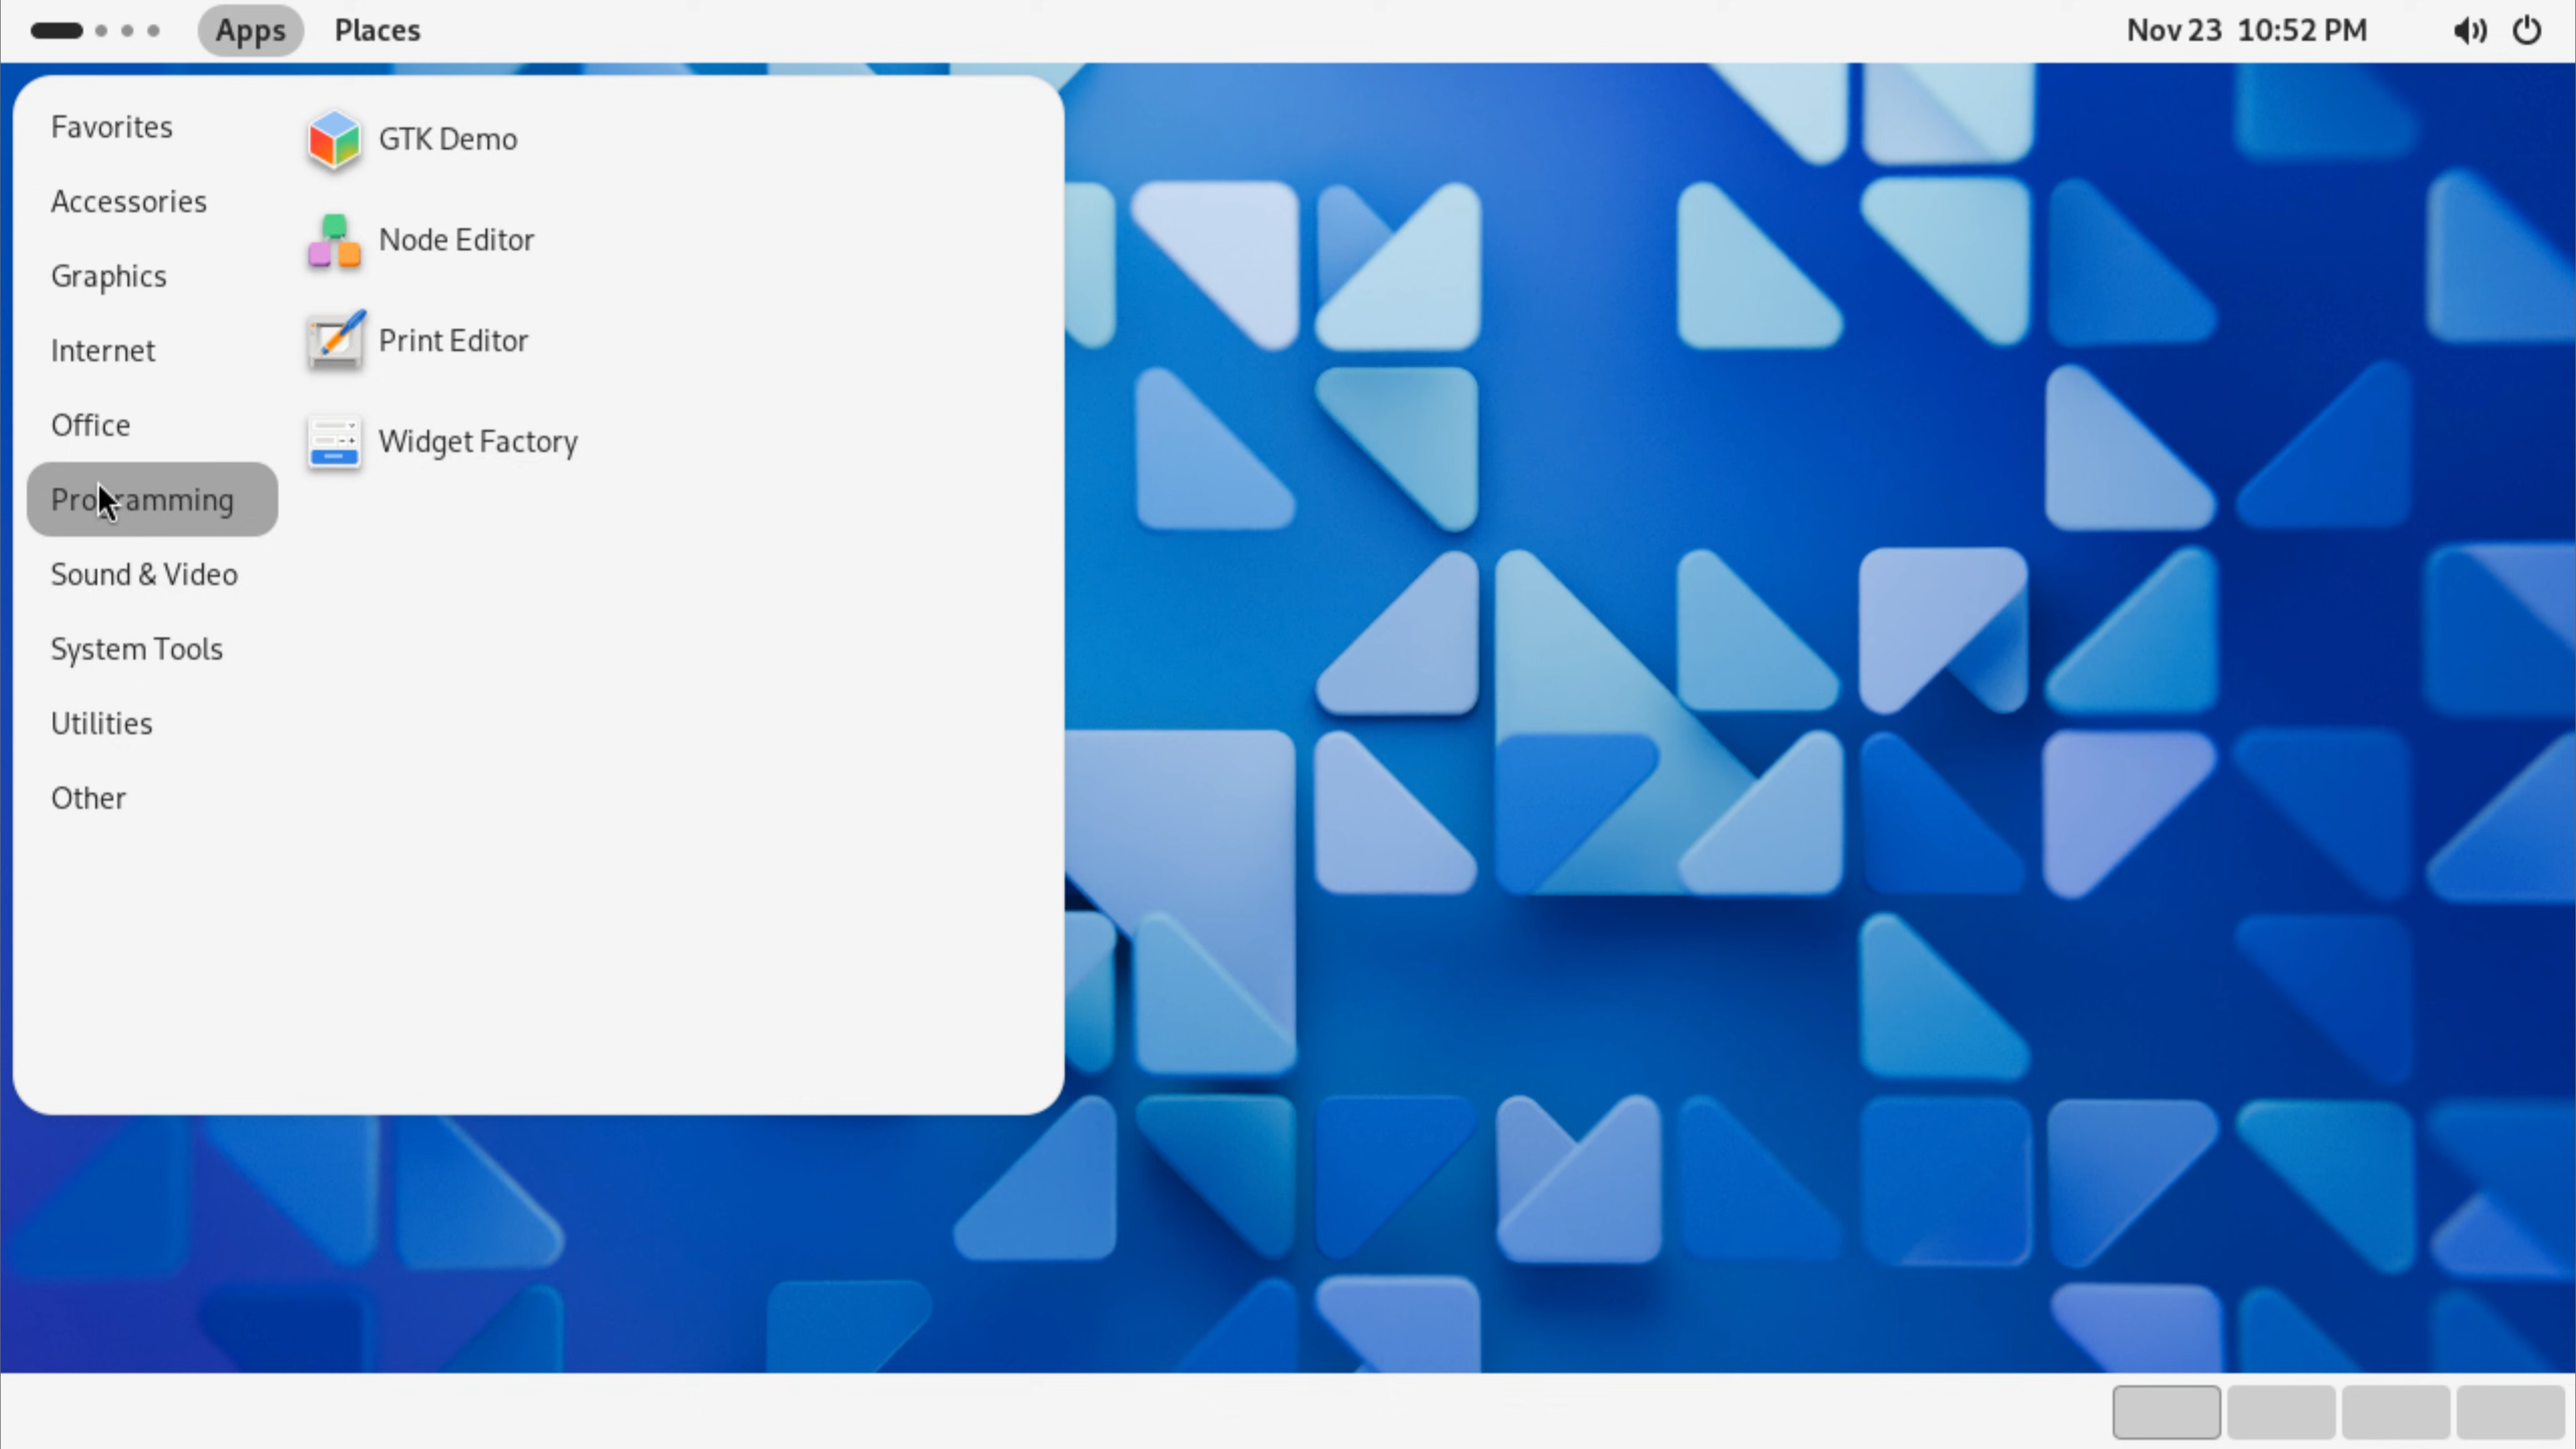 Apps Places Nov 23 10:52 PM
Favorites
Accessories
Graphics
Internet
Office
Programming
Sound & Video
System Tools
Utilities
Other
GTK Demo
Node Editor
Print Editor
Widget Factory